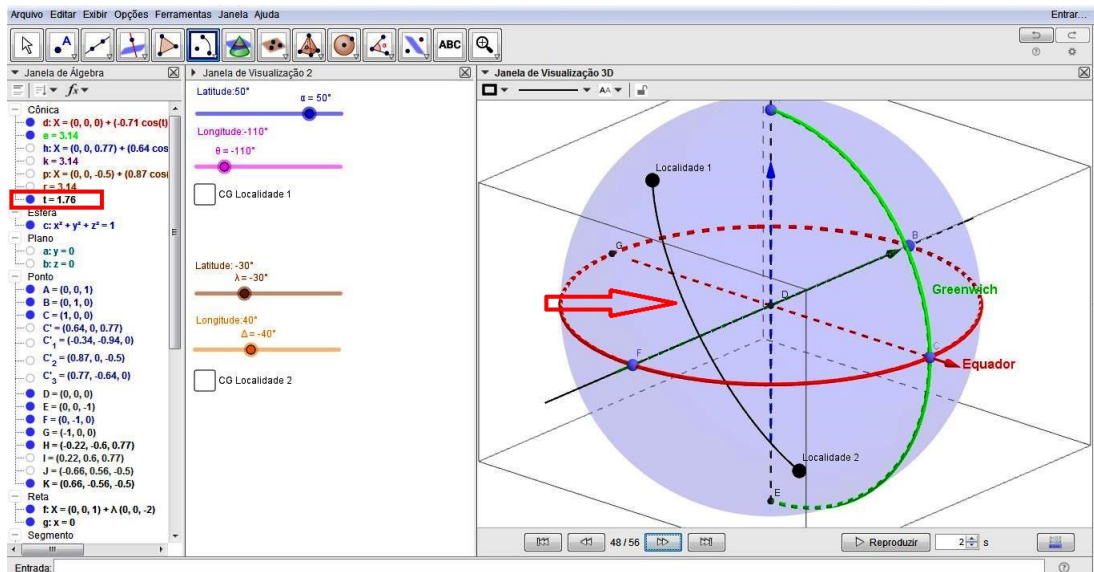 Arquivo Editar Exibir Opções Ferramentas Janela Ajuda
Entrar...
ABC
Janela de Álgebra
Janela de Visualização 2
Janela de Visualização 3D
AA
Cônica
d: X = (0, 0, 0) + (-0.71 cos(t)
e = 3.14
h: X = (0, 0, 0.77) + (0.64 cos
k = 3.14
p: X = (0, 0, -0.5) + (0.87 cos(
r = 3.14
t = 1.76
Esfera
c: x² + y² + z² = 1
Plano
a: y = 0
b: z = 0
Ponto
A = (0, 0, 1)
B = (0, 1, 0)
C = (1, 0, 0)
C' = (0.64, 0, 0.77)
C'1 = (-0.34, -0.94, 0)
C'2 = (0.87, 0, -0.5)
C'3 = (0.77, -0.64, 0)
D = (0, 0, 0)
E = (0, 0, -1)
F = (0, -1, 0)
G = (-1, 0, 0)
H = (-0.22, -0.6, 0.77)
I = (0.22, 0.6, 0.77)
J = (-0.66, 0.56, -0.5)
K = (0.66, -0.56, -0.5)
Reta
f: X = (0, 0, 1) + λ (0, 0, -2)
g: x = 0
Segmento
Latitude:50°
α = 50°
Longitude:-110°
θ = -110°
CG Localidade 1
Latitude: -30°
λ = -30°
Longitude:40°
Δ = -40°
CG Localidade 2
Localidade 1
G
B
D
Greenwich
F
C
Equador
Localidade 2
E
48 / 56
Reproduzir
2
s
Entrada: